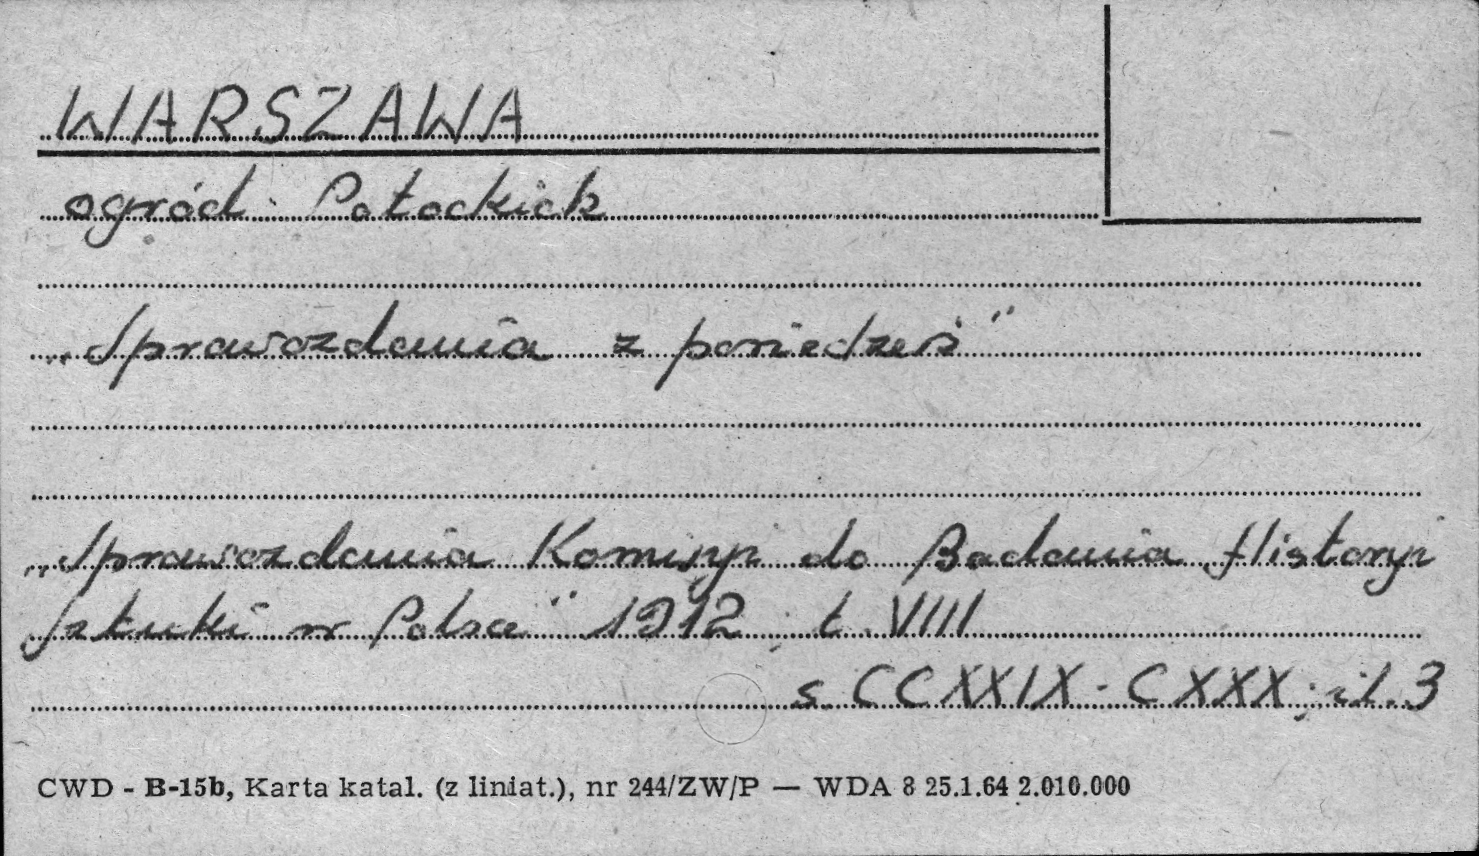 WARSZAWA
ogród Potockich
„Sprawozdania z posiedzeń"
„Sprawozdania Komisyi do Badania Historyi
Sztuki w Polsce" 1912, t. VIII
s. CCXXIX - CXXX; il. 3
CWD - B-15b, Karta katal. (z liniat.), nr 244/ZW/P — WDA 8 25.1.64 2.010.000